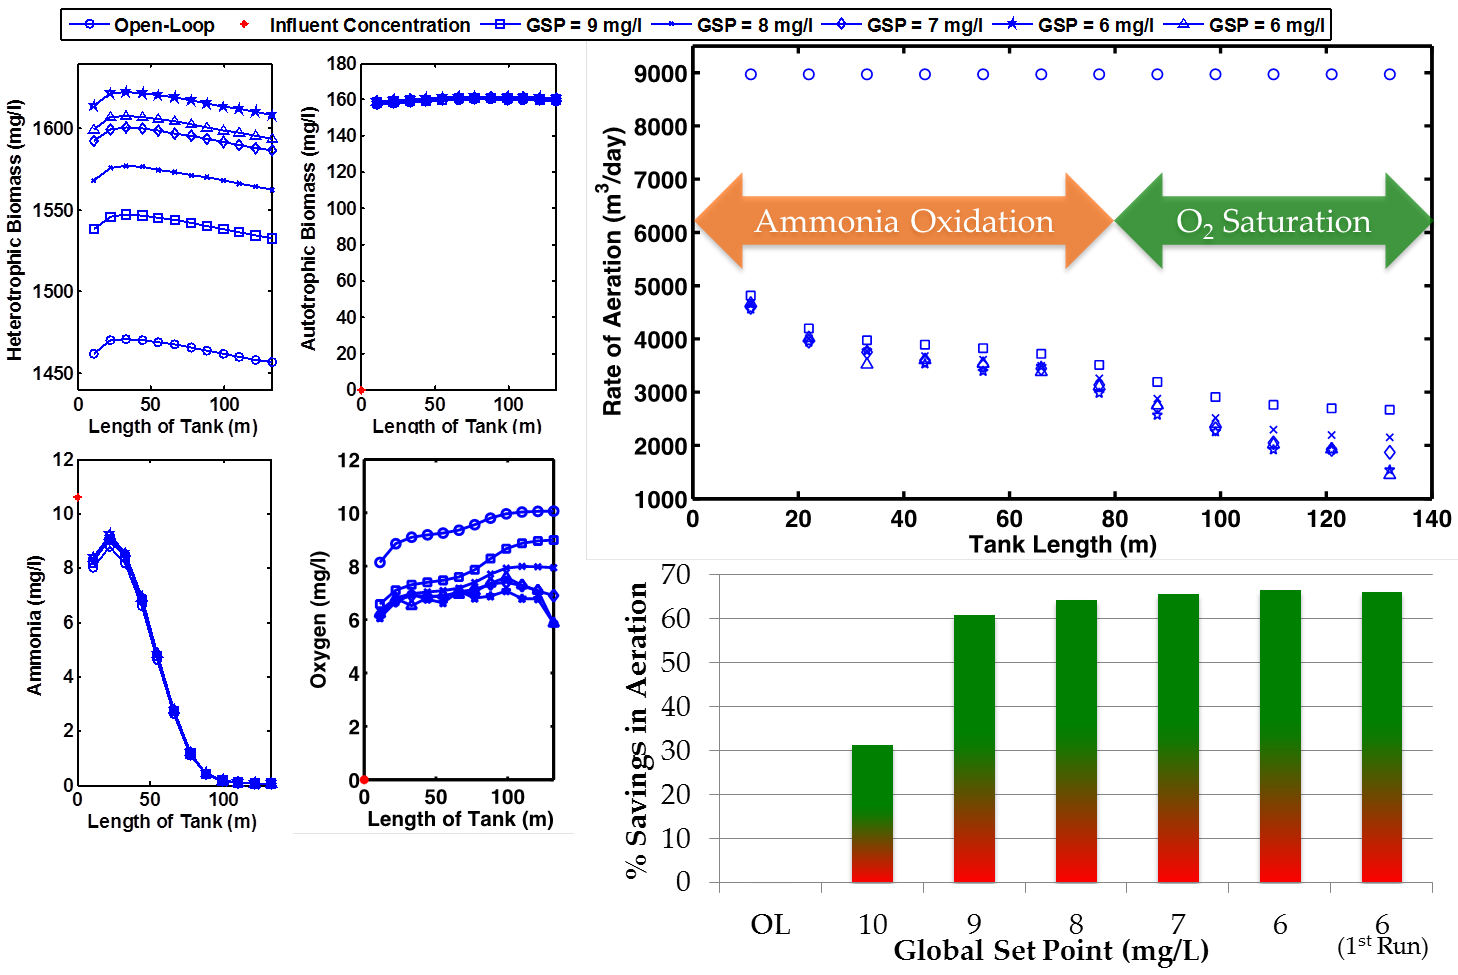 Open-Loop Influent Concentration GSP = 9 mg/l GSP = 8 mg/l GSP = 7 mg/l GSP = 6 mg/l GSP = 6 mg/l
Heterotrophic Biomass (mg/l)
1600
1550
1500
1450
0 50 100
Length of Tank (m)
Autotrophic Biomass (mg/l)
180
160
140
120
100
80
60
40
20
0
0 50 100
Length of Tank (m)
Rate of Aeration (m³/day)
9000
8000
7000
6000
5000
4000
3000
2000
1000
Ammonia Oxidation
O₂ Saturation
0 20 40 60 80 100 120 140
Tank Length (m)
Ammonia (mg/l)
12
10
8
6
4
2
0
0 50 100
Length of Tank (m)
Oxygen (mg/l)
12
10
8
6
4
2
0
0 50 100
Length of Tank (m)
% Savings in Aeration
70
60
50
40
30
20
10
0
OL 10 9 8 7 6 6
(1st Run)
Global Set Point (mg/L)